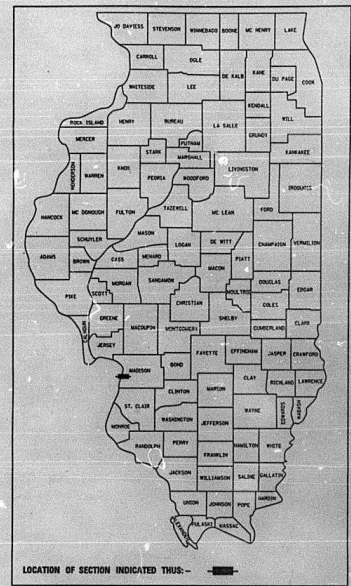 JO DAVIESS STEVENSON WINNEBAGO BOONE MC HENRY LAKE
CARROLL OGLE
DE KALB KANE DU PAGE COOK
WHITESIDE LEE
KENDALL WILL
ROCK ISLAND HENRY BUREAU LA SALLE
MERCER GRUNDY
PUTNAM KANKAKEE
STARK MARSHALL
HENDERSON WARREN KNOX PEORIA WOODFORD LIVINGSTON
IROQUOIS
TAZEWELL MC LEAN FORD
HANCOCK MC DONOUGH FULTON
MASON
SCHUYLER LOGAN DE WITT CHAMPAIGN VERMILION
ADAMS BROWN CASS MENARD PIATT
MACON
MORGAN SANGAMON DOUGLAS EDGAR
PIKE SCOTT MOULTRIE
CHRISTIAN COLES
GREENE SHELBY CLARK
CALHOUN MACOUPIN MONTGOMERY CUMBERLAND
JERSEY
FAYETTE EFFINGHAM JASPER CRAWFORD
MADISON BOND
CLAY RICHLAND LAWRENCE
CLINTON MARION
ST. CLAIR WAYNE EDWARDS WABASH
WASHINGTON JEFFERSON
MONROE
RANDOLPH PERRY HAMILTON WHITE
FRANKLIN
JACKSON WILLIAMSON SALINE GALLATIN
UNION JOHNSON POPE HARDIN
ALEXANDER PULASKI MASSAC
LOCATION OF SECTION INDICATED THUS:-